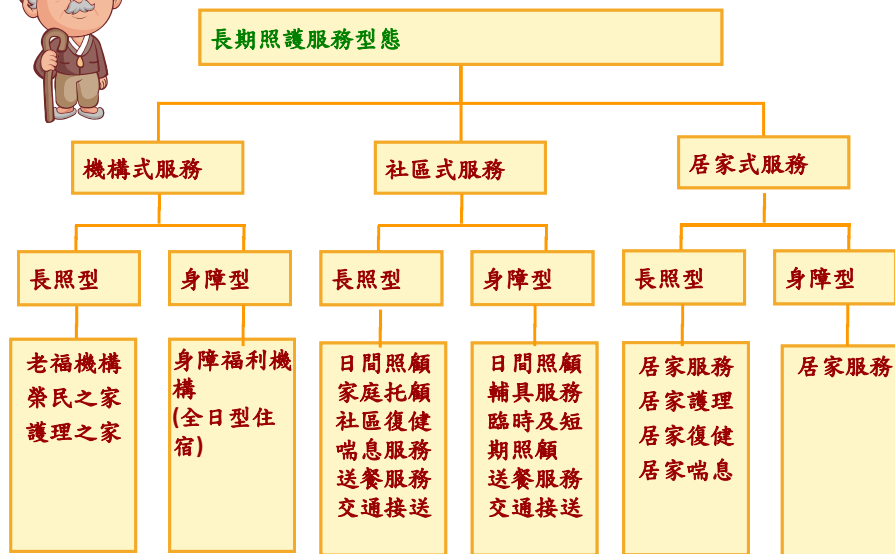 長期照護服務型態
機構式服務
社區式服務
居家式服務
長照型
身障型
長照型
身障型
長照型
身障型
老福機構
榮民之家
護理之家
身障福利機
構
(全日型住
宿)
日間照顧
家庭托顧
社區復健
喘息服務
送餐服務
交通接送
日間照顧
輔具服務
臨時及短
期照顧
送餐服務
交通接送
居家服務
居家護理
居家復健
居家喘息
居家服務